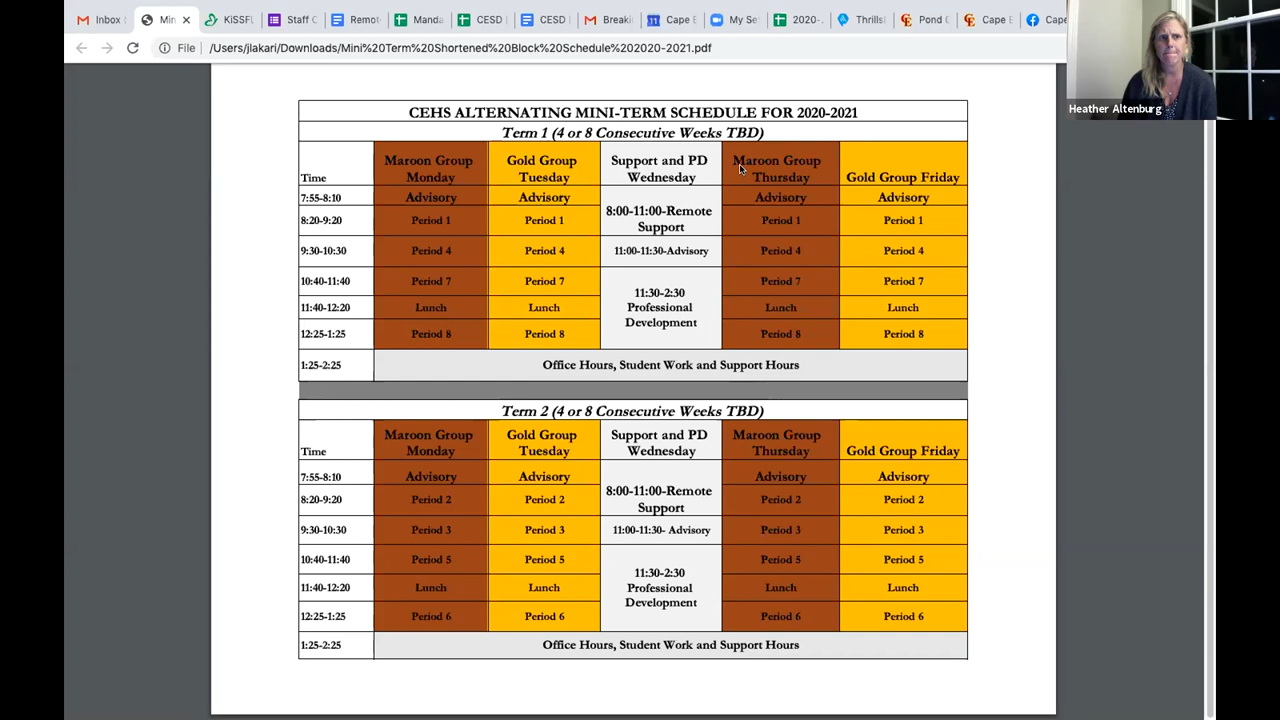 Inbox
Min
KiSSFL
Staff C
Remot
Manda
CESD
CESD
Breaki
Cape E
My Se
2020-
Thrills
Pond C
Cape E
Cape
File
/Users/jlakari/Downloads/Mini%20Term%20Shortened%20Block%20Schedule%202020-2021.pdf
Heather Altenburg
CEHS ALTERNATING MINI-TERM SCHEDULE FOR 2020-2021
Term 1 (4 or 8 Consecutive Weeks TBD)
Time
Maroon Group
Monday
Gold Group
Tuesday
Support and PD
Wednesday
Maroon Group
Thursday
Gold Group Friday
7:55-8:10
Advisory
Advisory
8:00-11:00-Remote
Support
Advisory
Advisory
8:20-9:20
Period 1
Period 1
Period 1
Period 1
9:30-10:30
Period 4
Period 4
11:00-11:30-Advisory
Period 4
Period 4
10:40-11:40
Period 7
Period 7
11:30-2:30
Professional
Development
Period 7
Period 7
11:40-12:20
Lunch
Lunch
Lunch
Lunch
12:25-1:25
Period 8
Period 8
Period 8
Period 8
1:25-2:25
Office Hours, Student Work and Support Hours
Term 2 (4 or 8 Consecutive Weeks TBD)
Time
Maroon Group
Monday
Gold Group
Tuesday
Support and PD
Wednesday
Maroon Group
Thursday
Gold Group Friday
7:55-8:10
Advisory
Advisory
8:00-11:00-Remote
Support
Advisory
Advisory
8:20-9:20
Period 2
Period 2
Period 2
Period 2
9:30-10:30
Period 3
Period 3
11:00-11:30- Advisory
Period 3
Period 3
10:40-11:40
Period 5
Period 5
11:30-2:30
Professional
Development
Period 5
Period 5
11:40-12:20
Lunch
Lunch
Lunch
Lunch
12:25-1:25
Period 6
Period 6
Period 6
Period 6
1:25-2:25
Office Hours, Student Work and Support Hours